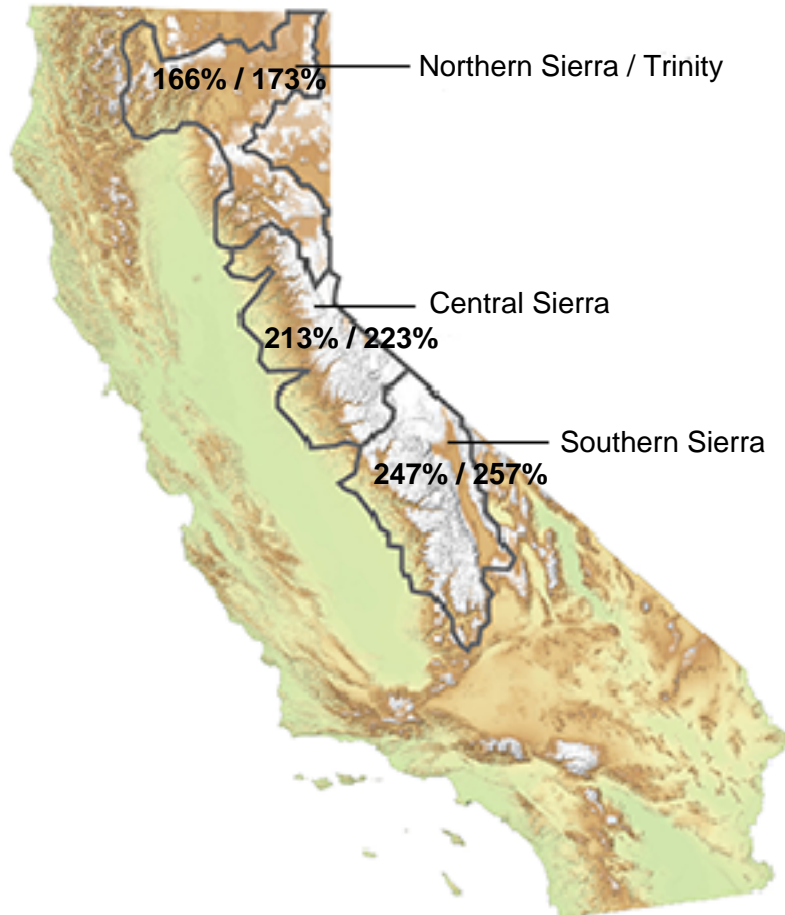 Northern Sierra / Trinity
166% / 173%
Central Sierra
213% / 223%
Southern Sierra
247% / 257%